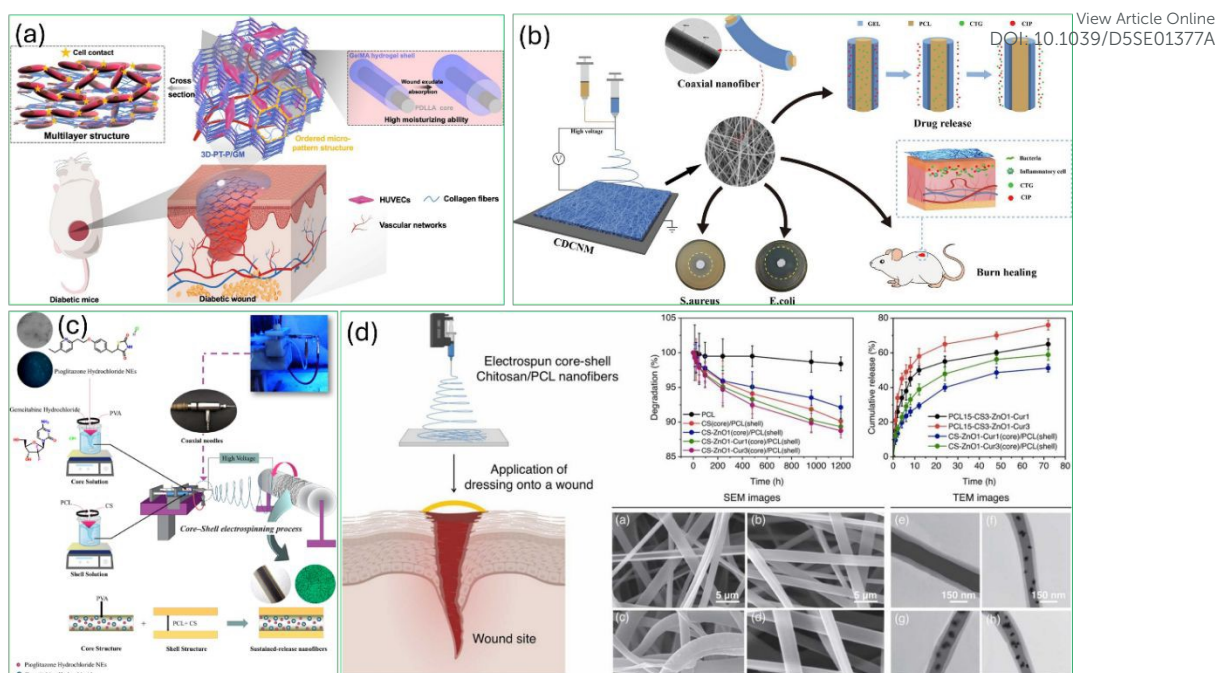 View Article Online
DOI: 10.1039/D5SE01377A
(a)
Cell contact
Multilayer structure
Cross
section
3D-PT-P/GM
GelMA hydrogel shell
Wound exudate
absorption
PDLLA core
High moisturizing ability
Ordered micro-
pattern structure
HUVECs
Collagen fibers
Vascular networks
Diabetic mice
Diabetic wound
(b)
Coaxial nanofiber
High voltage
V
CDCNM
GEL
PCL
CTG
CIP
Drug release
Bacteria
Inflammatory cell
CTG
CIP
S.aureus
E.coli
Burn healing
(c)
Pioglitazone Hydrochloride NEs
Gemcitabine Hydrochloride
PVA
Core Solution
PCL
CS
Shell Solution
Coaxial needles
High Voltage
Core–Shell electrospinning process
PVA
PCL= CS
+
Core Structure
Shell Structure
Sustained-release nanofibers
Pioglitazone Hydrochloride NEs
(d)
Electrospun core-shell
Chitosan/PCL nanofibers
Application of
dressing onto a wound
Wound site
Degradation (%)
105
100
95
90
85
PCL
CS(core)/PCL(shell)
CS-ZnO1(core)/PCL(shell)
CS-ZnO1-Cur1(core)/PCL(shell)
CS-ZnO1-Cur3(core)/PCL(shell)
0 200 400 600 800 1000 1200
Time (h)
Cumulative release (%)
80
70
60
50
40
30
20
10
0
PCL15-CS3-ZnO1-Cur1
PCL15-CS3-ZnO1-Cur3
CS-ZnO1-Cur1(core)/PCL(shell)
CS-ZnO1-Cur3(core)/PCL(shell)
0 10 20 30 40 50 60 70 80
Time (h)
SEM images
TEM images
(a)
(b)
5 µm
5 µm
(c)
(d)
(e)
(f)
150 nm
150 nm
(g)
(h)